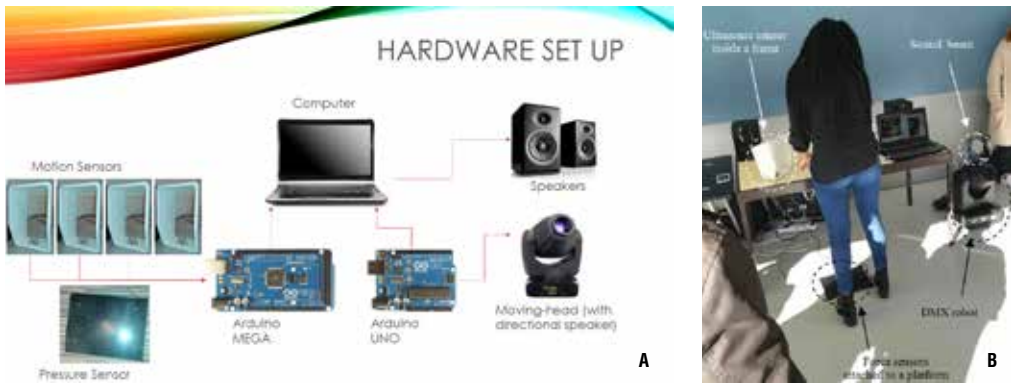 HARDWARE SET UP
Computer
Motion Sensors
Speakers
Arduino
MEGA
Arduino
UNO
Moving-head (with
directional speaker)
Pressure Sensor
A
Ultrasonic sensor
inside a frame
Sound beam
DMX robot
Force sensors
attached to a platform
B